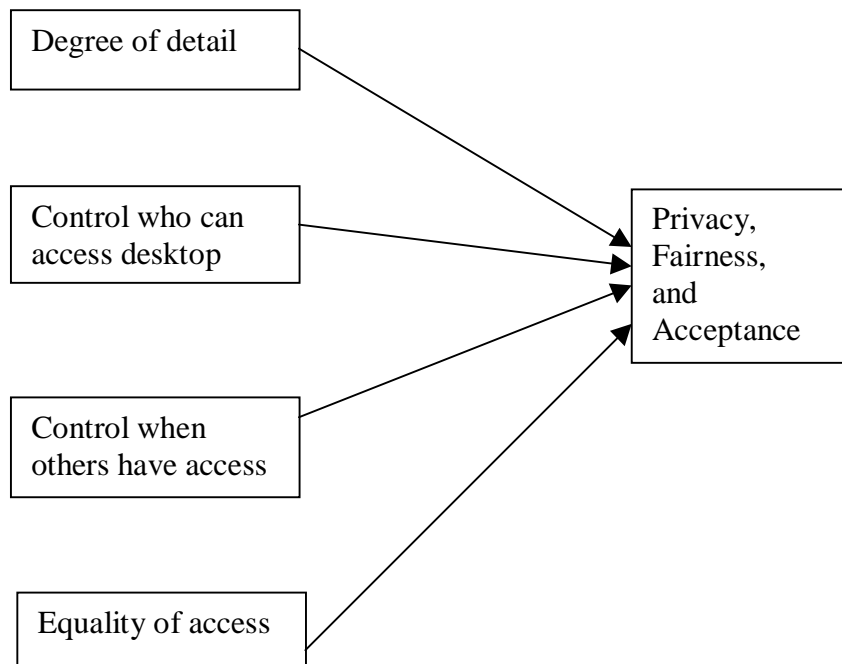 Degree of detail
Control who can
access desktop
Control when
others have access
Equality of access
Privacy,
Fairness,
and
Acceptance